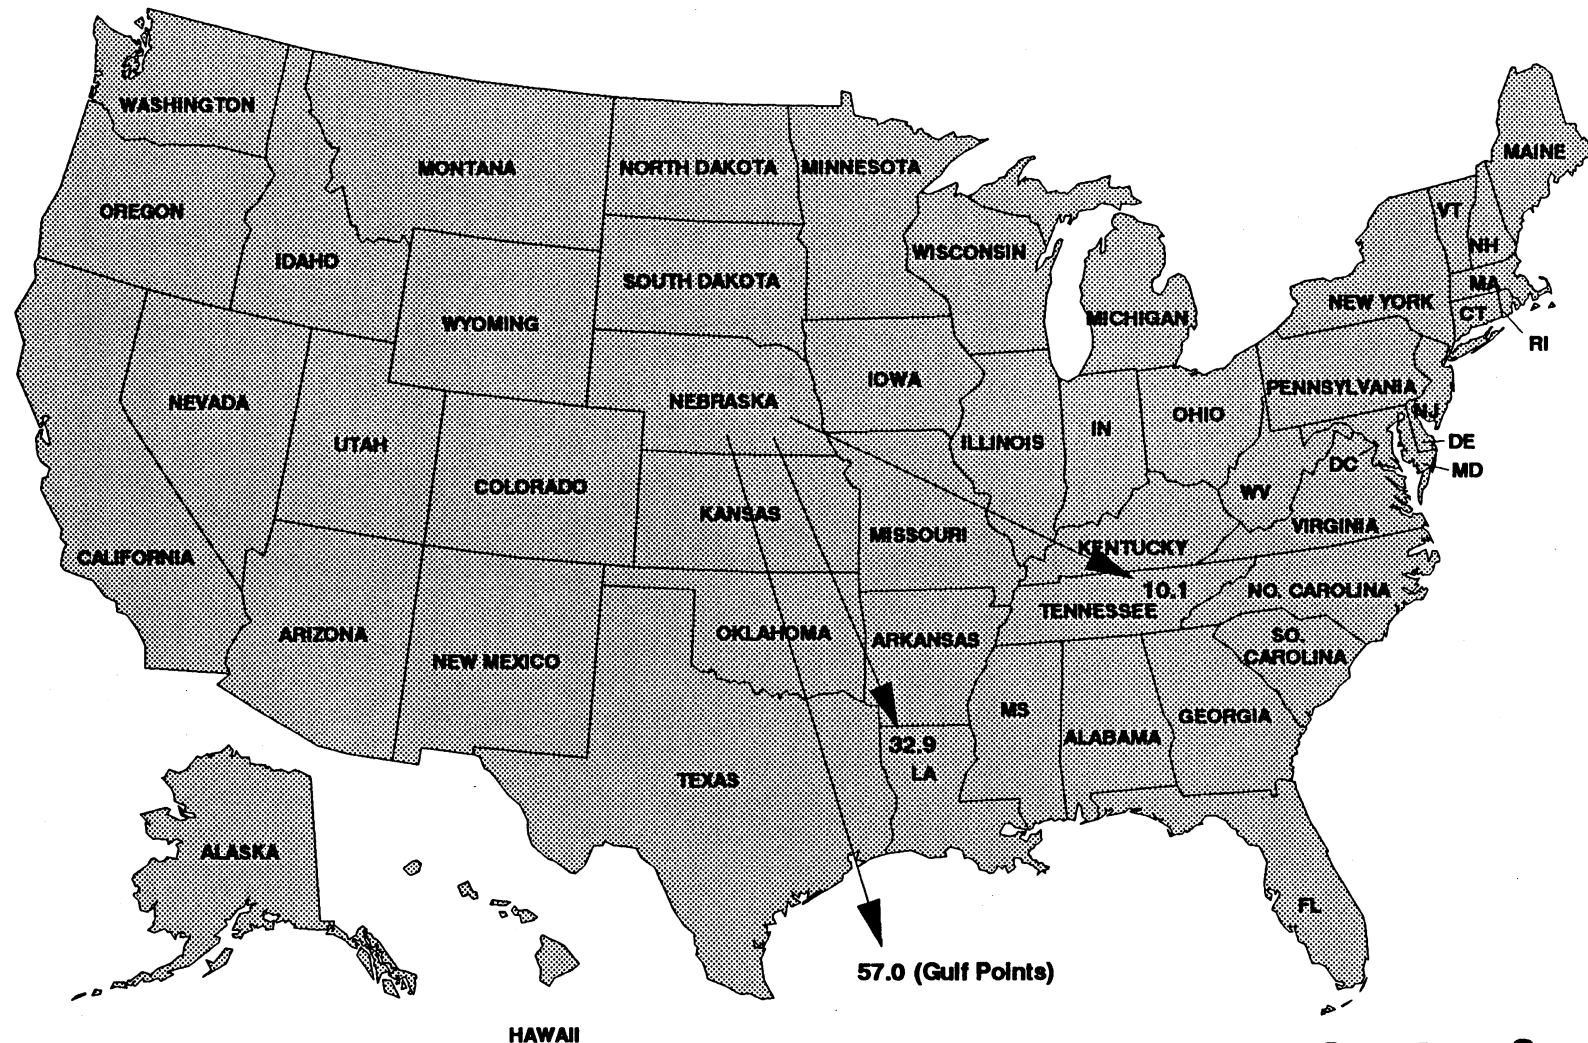 WASHINGTON
MONTANA
NORTH DAKOTA
MINNESOTA
MAINE
OREGON
VT
IDAHO
WISCONSIN
NH
SOUTH DAKOTA
MA
NEW YORK
WYOMING
MICHIGAN
CT
RI
IOWA
PENNSYLVANIA
NEVADA
NEBRASKA
OHIO
NJ
UTAH
ILLINOIS
IN
DE
DC
MD
COLORADO
WV
KANSAS
MISSOURI
VIRGINIA
CALIFORNIA
KENTUCKY
10.1
NO. CAROLINA
TENNESSEE
ARIZONA
OKLAHOMA
ARKANSAS
SO.
CAROLINA
NEW MEXICO
MS
GEORGIA
ALABAMA
32.9
LA
TEXAS
ALASKA
FL
57.0 (Gulf Points)
HAWAII